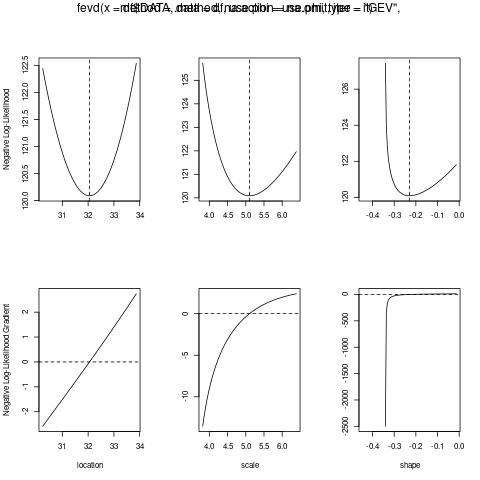 fevd(x =
"GEV",
Negative Log-Likelihood
120.0 120.5 121.0 121.5 122.0 122.5
31 32 33 34
120 121 122 123 124 125
4.0 4.5 5.0 5.5 6.0
120 122 124 126
-0.4 -0.3 -0.2 -0.1 0.0
Negative Log-Likelihood Gradient
-2 -1 0 1 2
31 32 33 34
location
-10 -5 0
4.0 4.5 5.0 5.5 6.0
scale
-2500 -2000 -1500 -1000 -500 0
-0.4 -0.3 -0.2 -0.1 0.0
shape